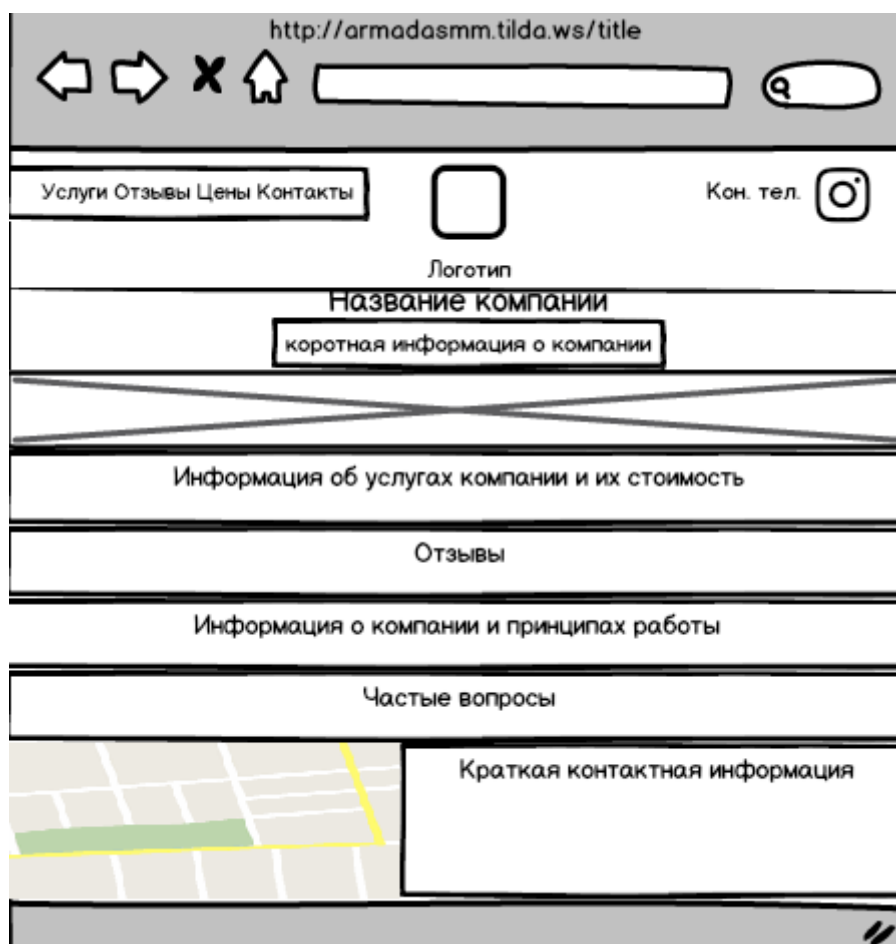 http://armadasmm.tilda.ws/title
Услуги Отзывы Цены Контакты
Кон. тел.
Логотип
Название компании
коротная информация о компании
Информация об услугах компании и их стоимость
Отзывы
Информация о компании и принципах работы
Частые вопросы
Краткая контактная информация